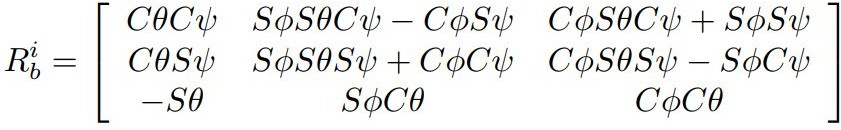 CθCψ SϕSθCψ − CϕSψ CϕSθCψ + SϕSψ
R_b^i = CθSψ SϕSθSψ + CϕCψ CϕSθSψ − SϕCψ
−Sθ SϕCθ CϕCθ